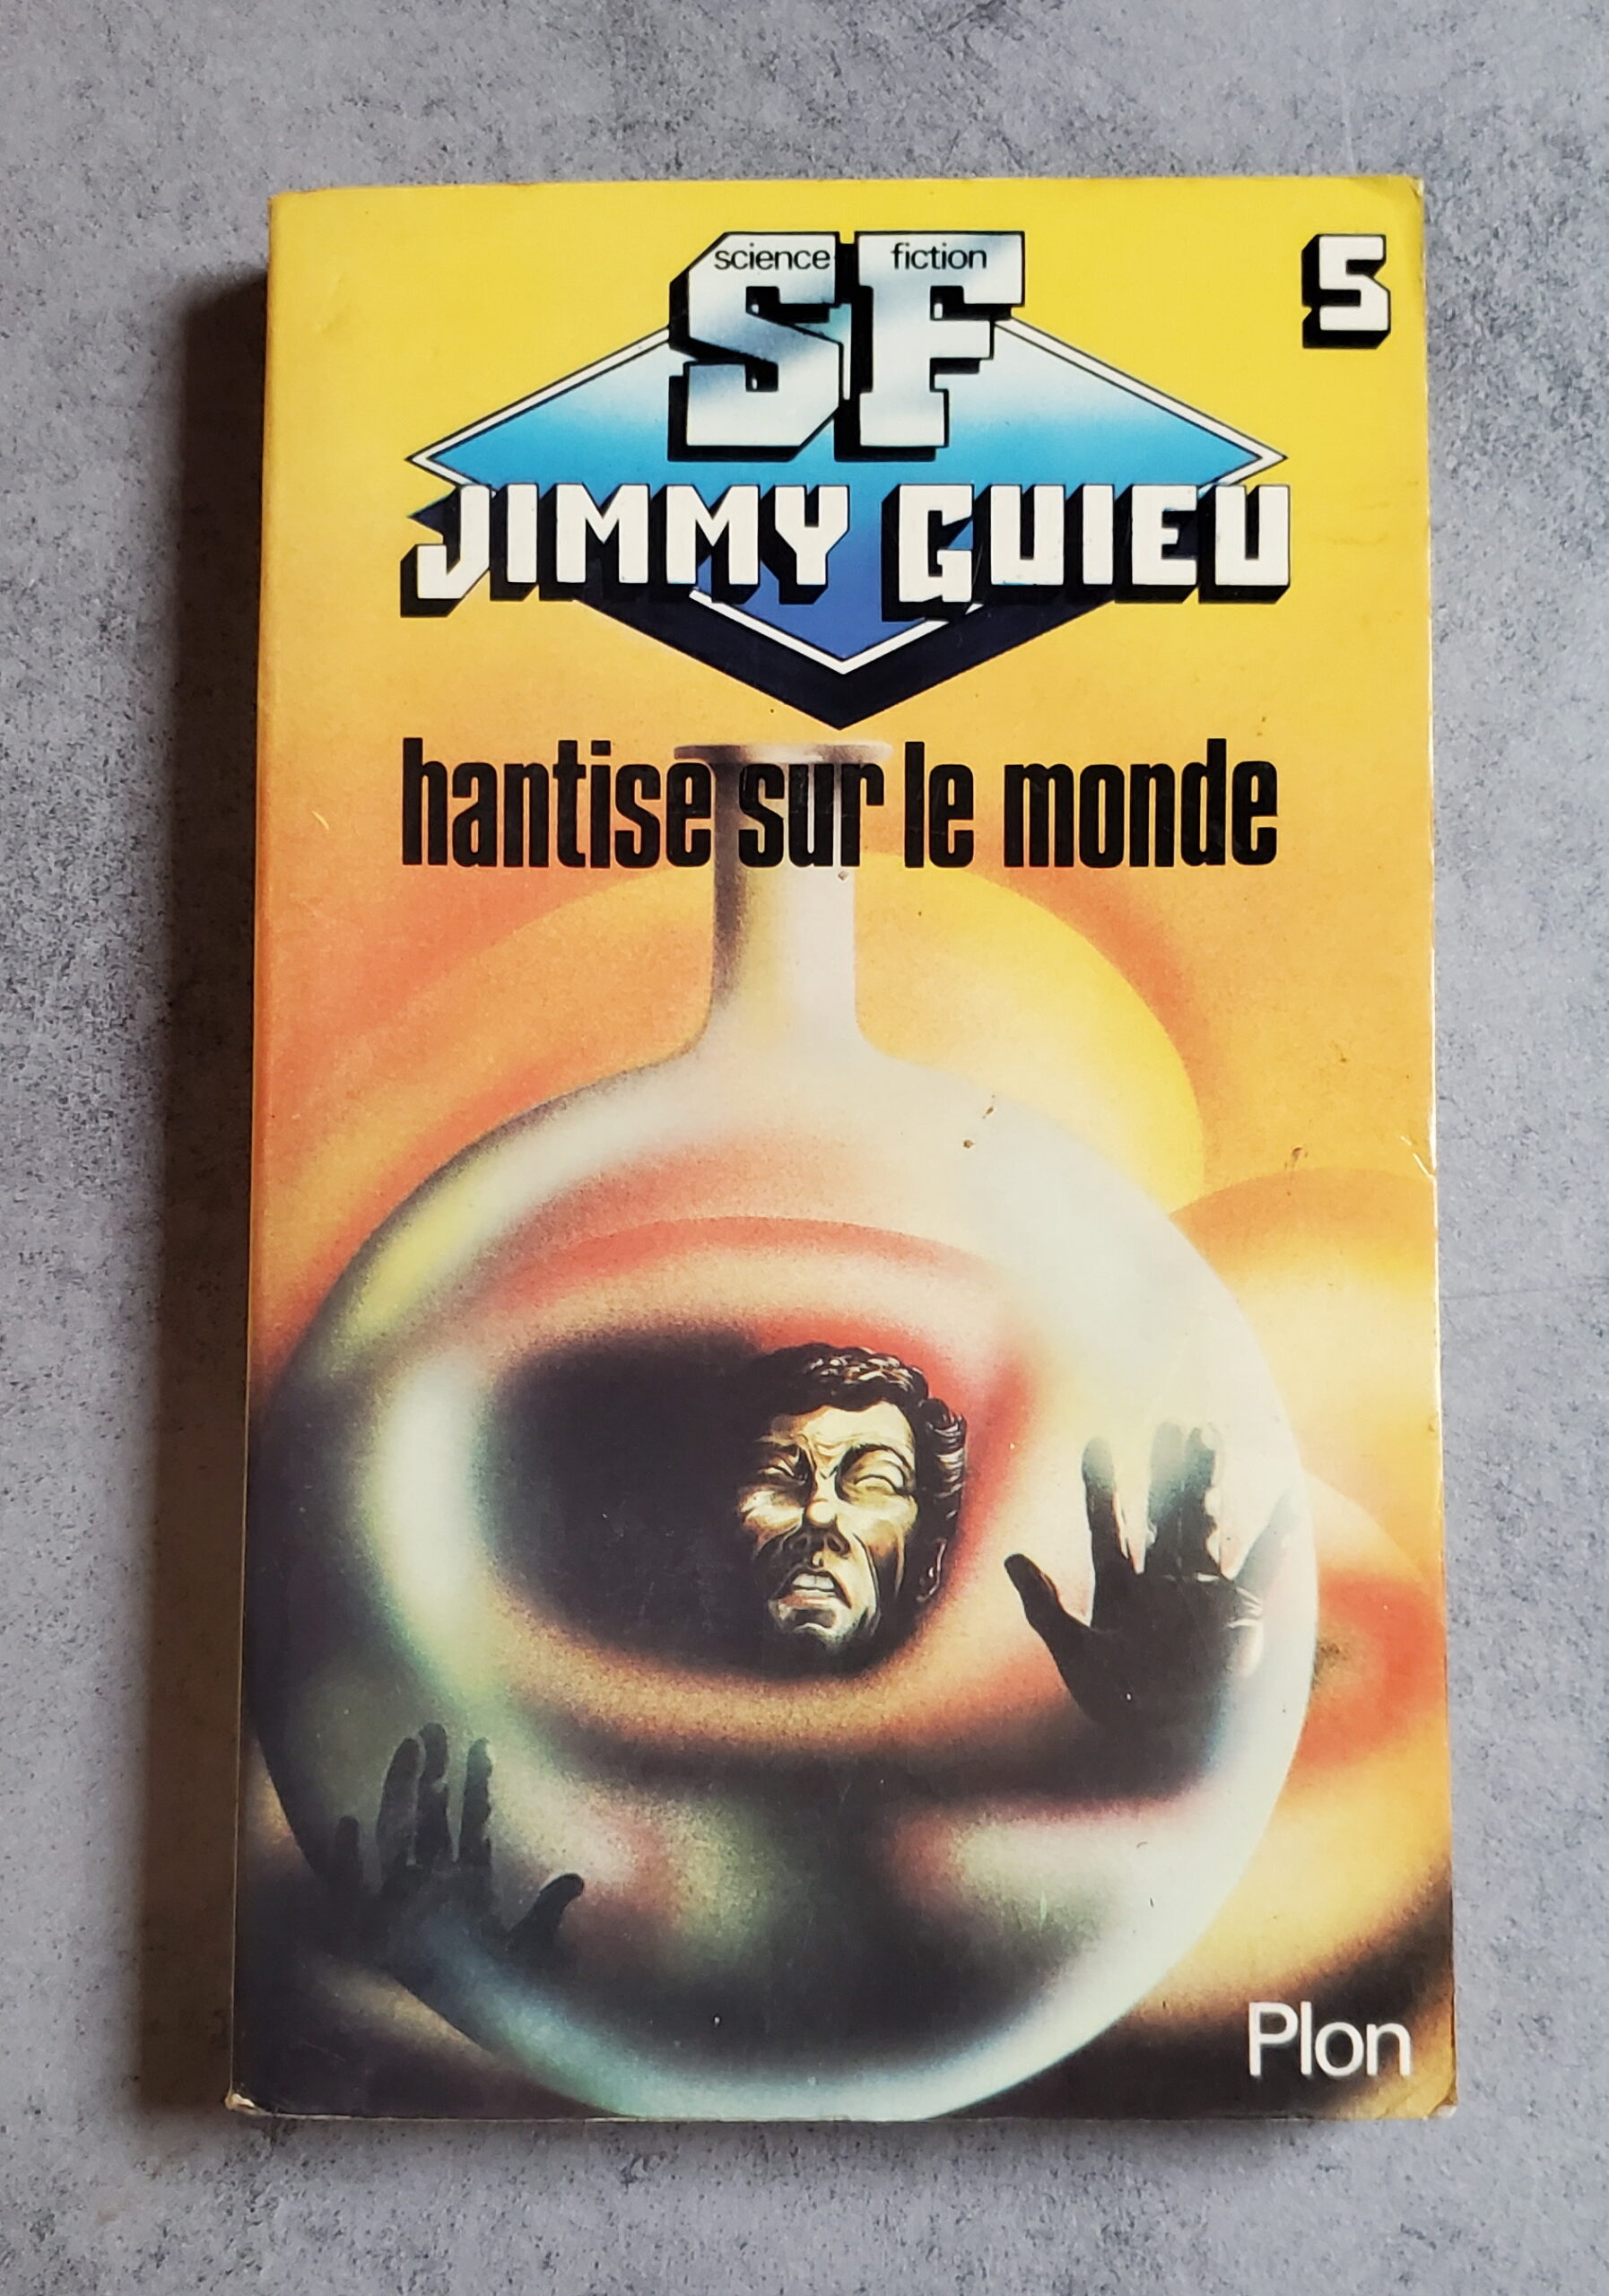 science fiction
SF
5
JIMMY GUIEU
hantise sur le monde
Plon